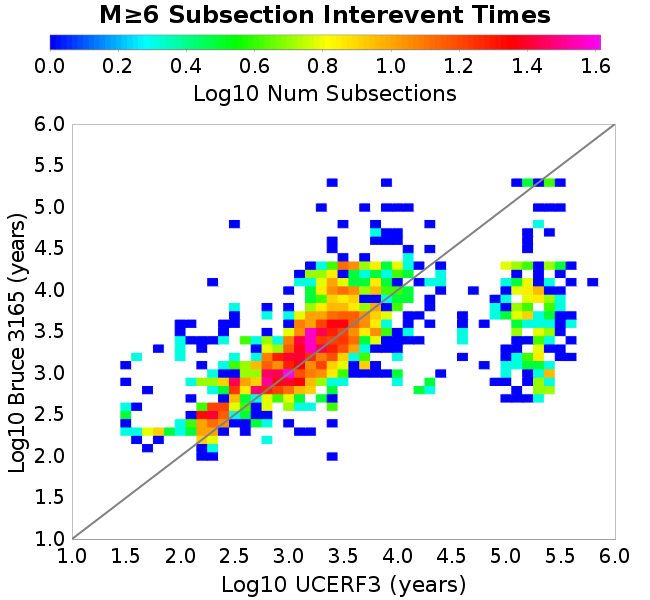 M≥6 Subsection Interevent Times
0.0 0.2 0.4 0.6 0.8 1.0 1.2 1.4 1.6
Log10 Num Subsections
6.0
5.5
5.0
4.5
4.0
3.5
3.0
2.5
2.0
1.5
1.0
Log10 Bruce 3165 (years)
1.0 1.5 2.0 2.5 3.0 3.5 4.0 4.5 5.0 5.5 6.0
Log10 UCERF3 (years)